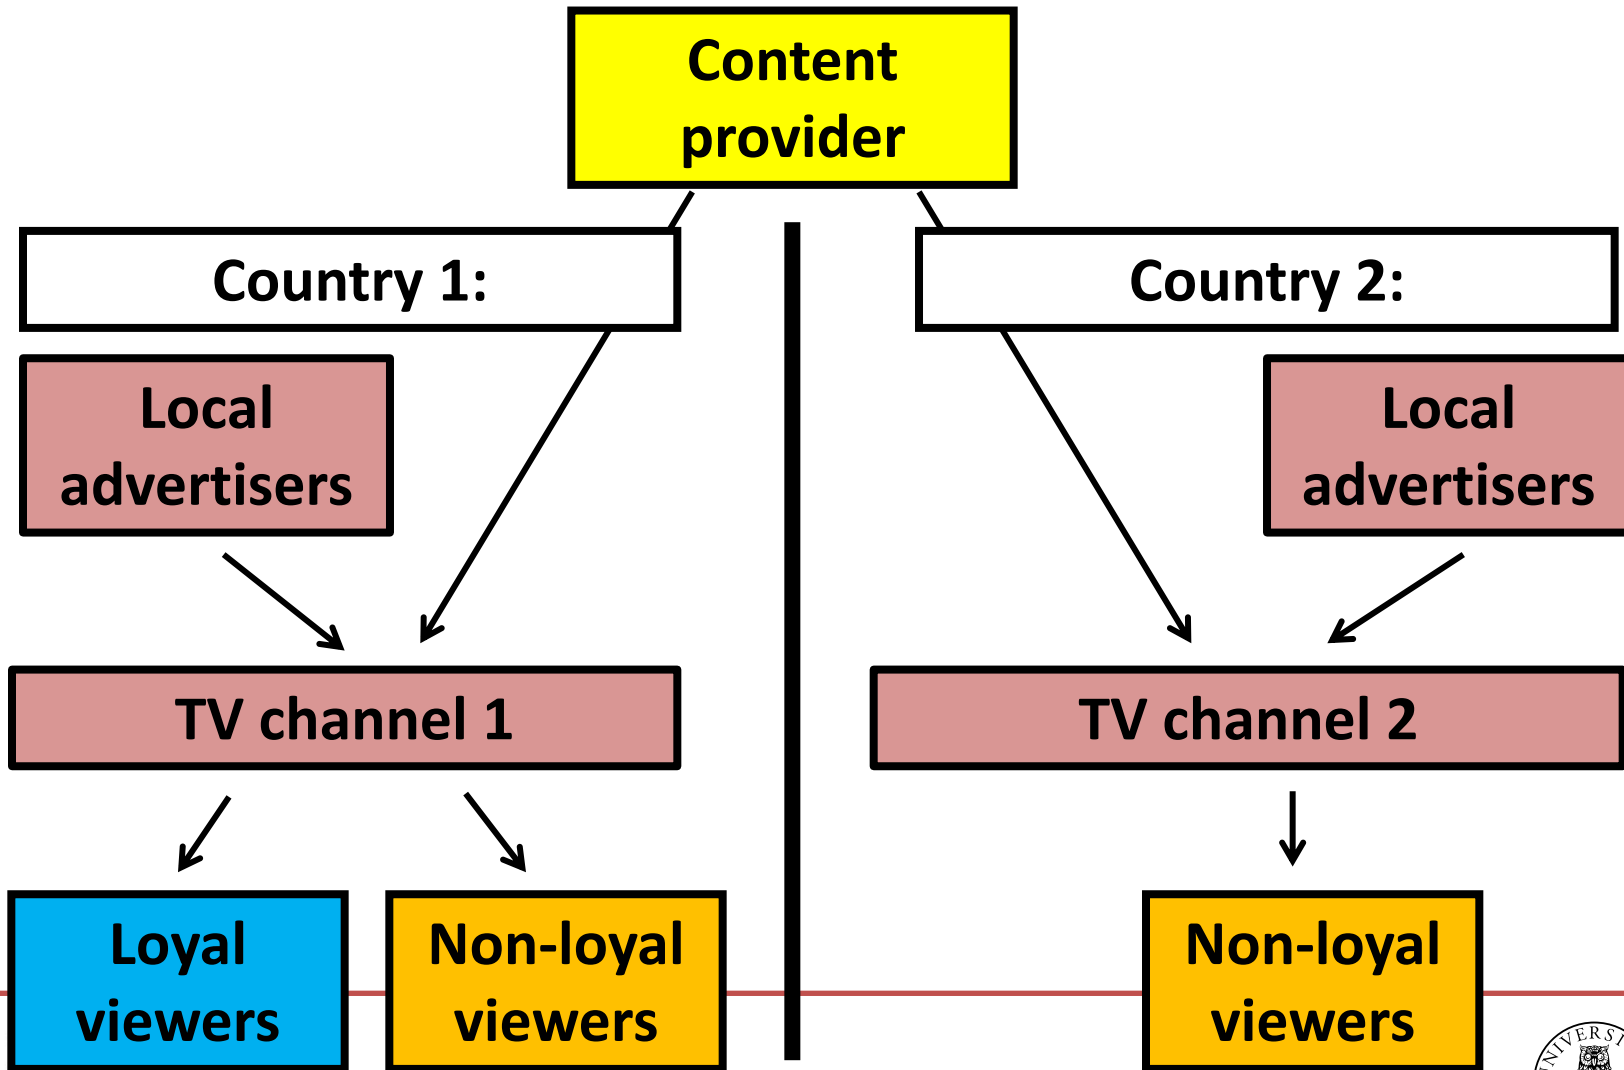 Content
provider
Country 1:
Country 2:
Local
advertisers
Local
advertisers
TV channel 1
TV channel 2
Loyal
viewers
Non-loyal
viewers
Non-loyal
viewers